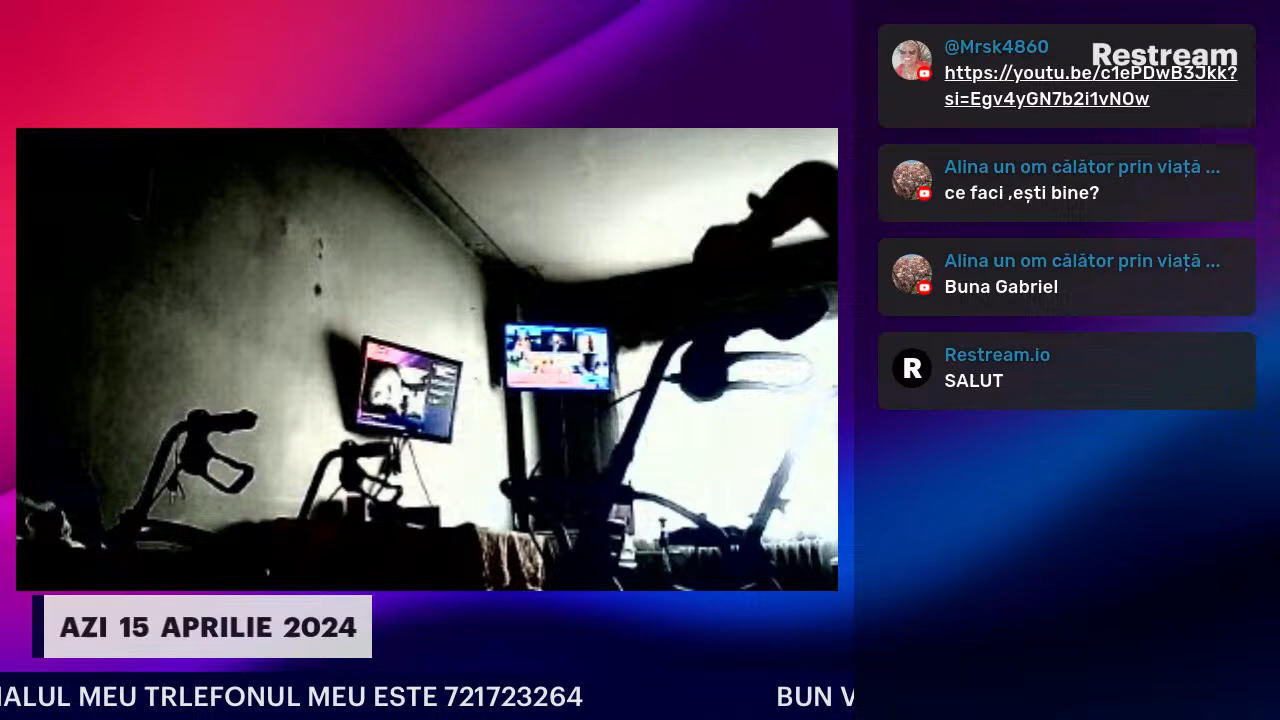 @Mrsk4860
Restream
https://youtu.be/c1ePDwB3Jkk?
si=Egv4yGN7b2i1vNOw
Alina un om călător prin viață ...
ce faci ,ești bine?
Alina un om călător prin viață ...
Buna Gabriel
R
Restream.io
SALUT
AZI 15 APRILIE 2024
IALUL MEU TRLEFONUL MEU ESTE 721723264
BUN V